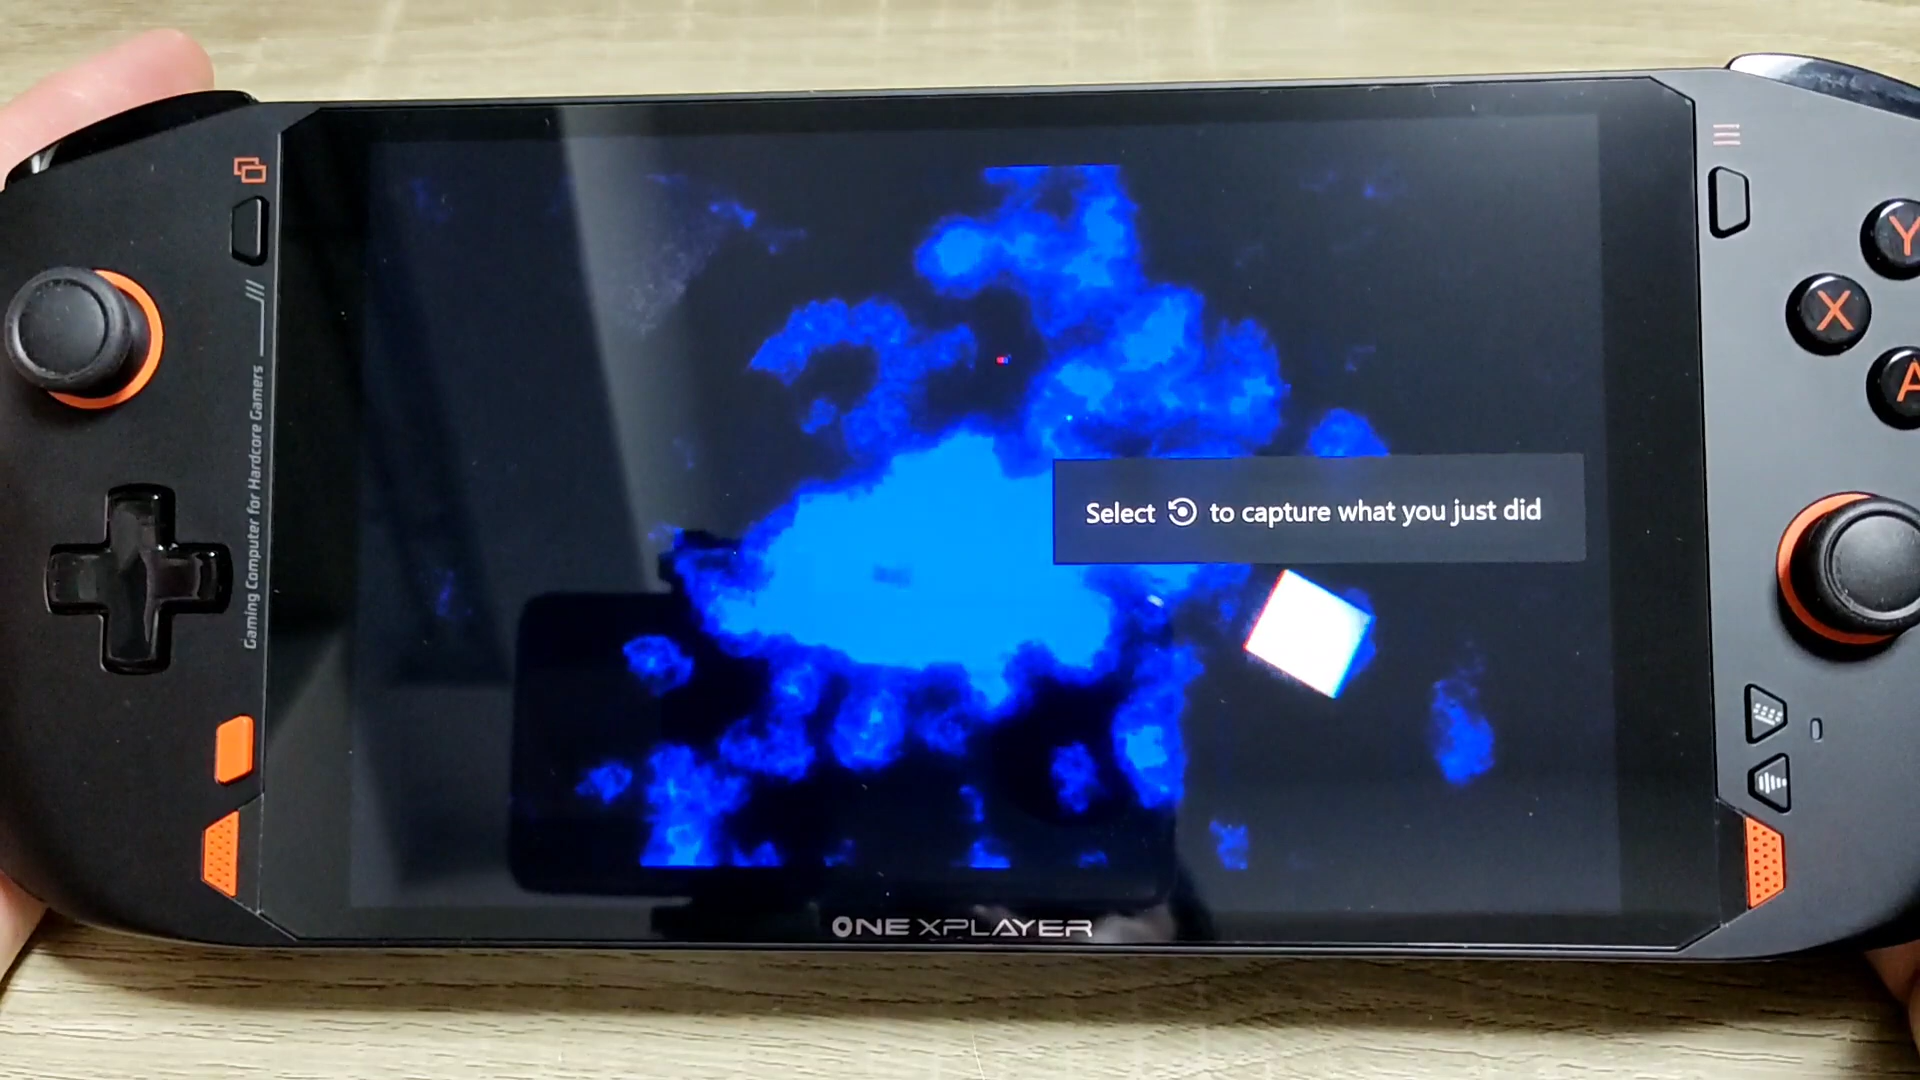 Gaming Computer for Hardcore Gamers
Select to capture what you just did
Y
X
A
ONEXPLAYER